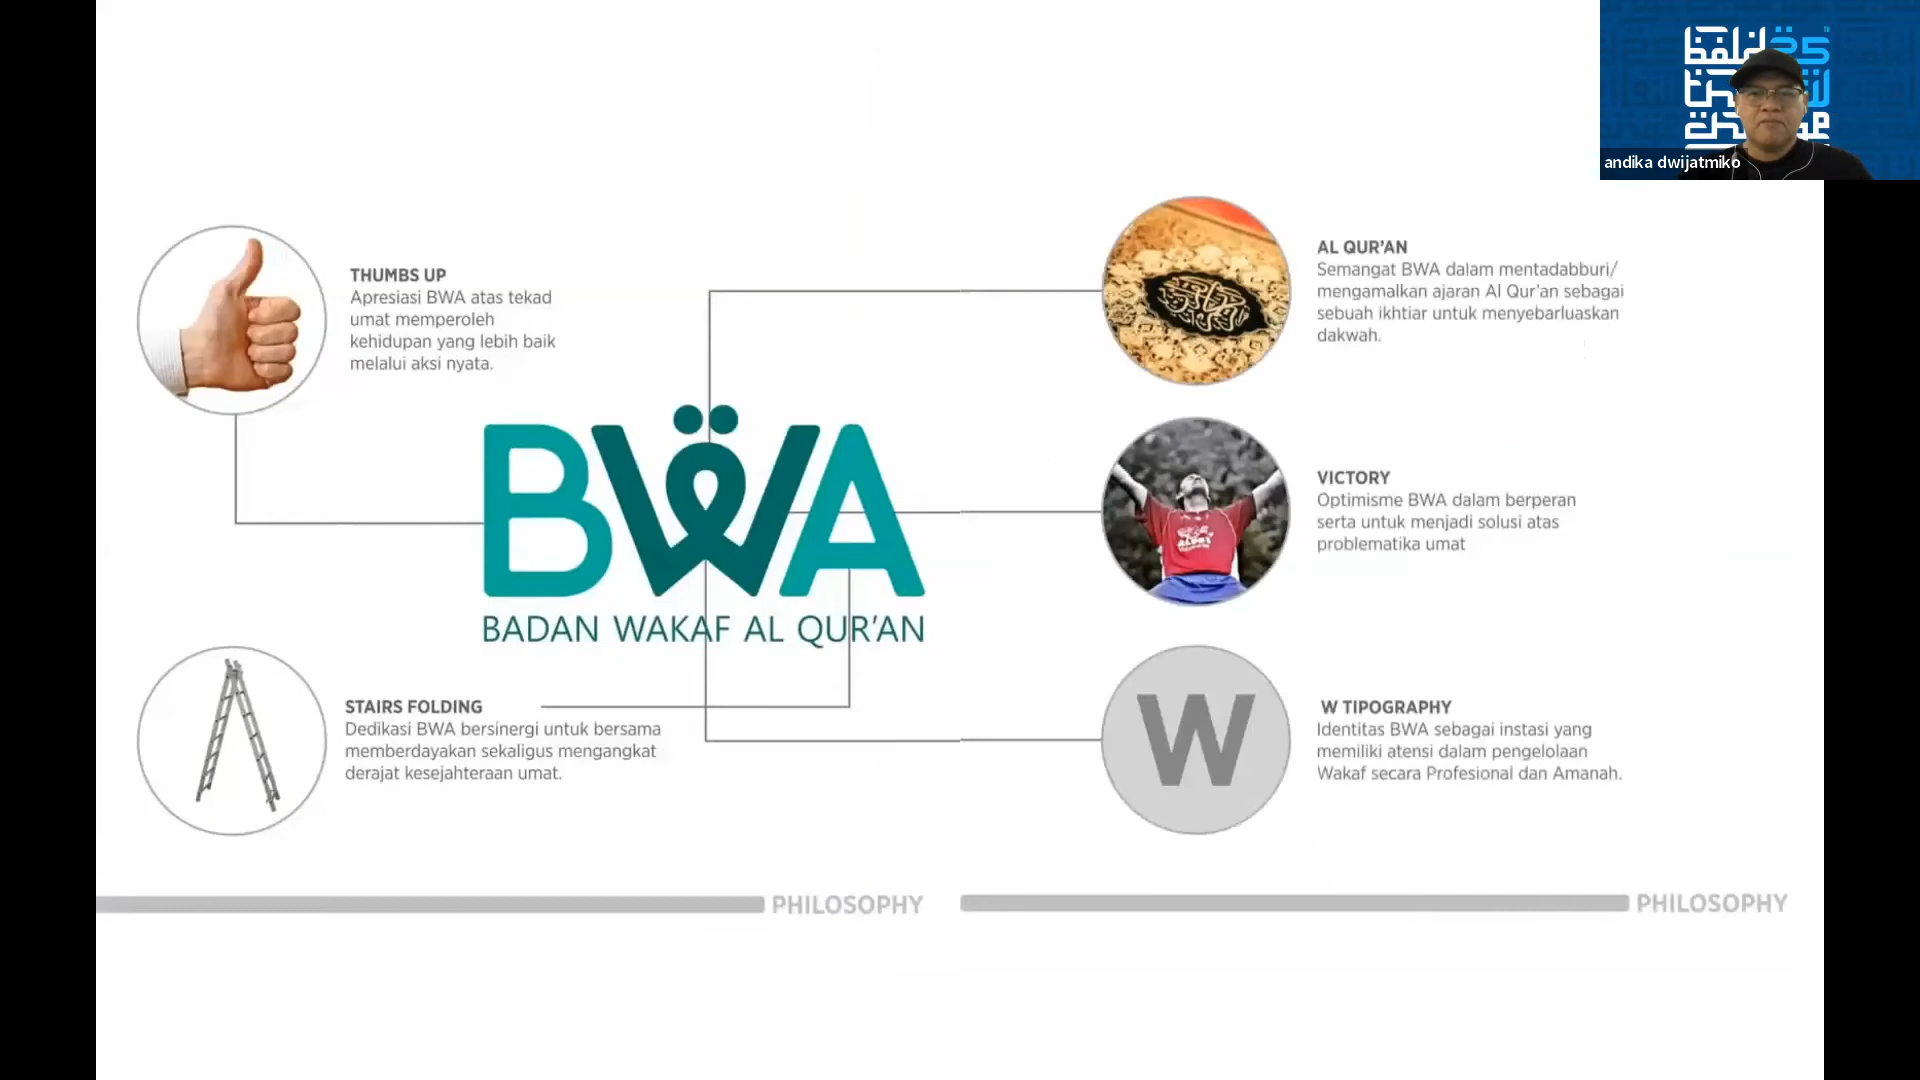 andika dwijatmiko
THUMBS UP
Apresiasi BWA atas tekad
umat memperoleh
kehidupan yang lebih baik
melalui aksi nyata.
AL QUR'AN
Semangat BWA dalam mentadabburi/
mengamalkan ajaran Al Qur'an sebagai
sebuah ikhtiar untuk menyebarluaskan
dakwah.
BWA
BADAN WAKAF AL QUR'AN
VICTORY
Optimisme BWA dalam berperan
serta untuk menjadi solusi atas
problematika umat
STAIRS FOLDING
Dedikasi BWA bersinergi untuk bersama
memberdayakan sekaligus mengangkat
derajat kesejahteraan umat.
W
W TIPOGRAPHY
Identitas BWA sebagai instasi yang
memiliki atensi dalam pengelolaan
Wakaf secara Profesional dan Amanah.
PHILOSOPHY
PHILOSOPHY